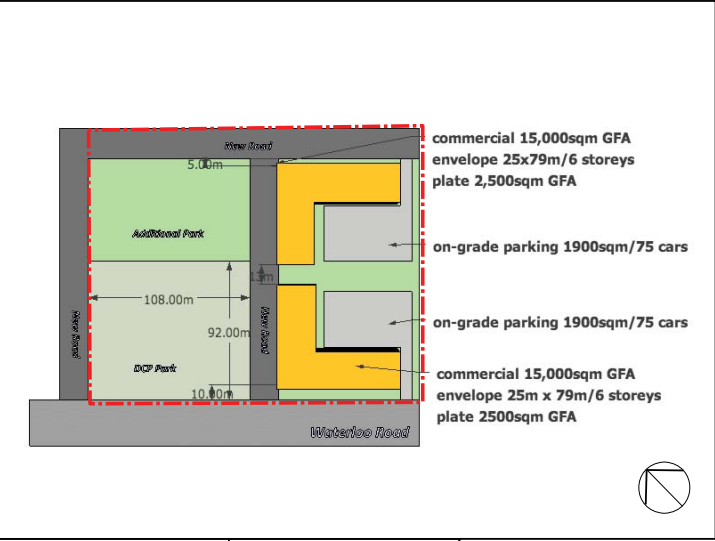 commercial 15,000sqm GFA
envelope 25x79m/6 storeys
plate 2,500sqm GFA
New Road
5.00m
Additional Park
on-grade parking 1900sqm/75 cars
13m
108.00m
New Road
New Road
92.00m
on-grade parking 1900sqm/75 cars
DCP Park
commercial 15,000sqm GFA
envelope 25m x 79m/6 storeys
plate 2500sqm GFA
10.00m
Waterloo Road